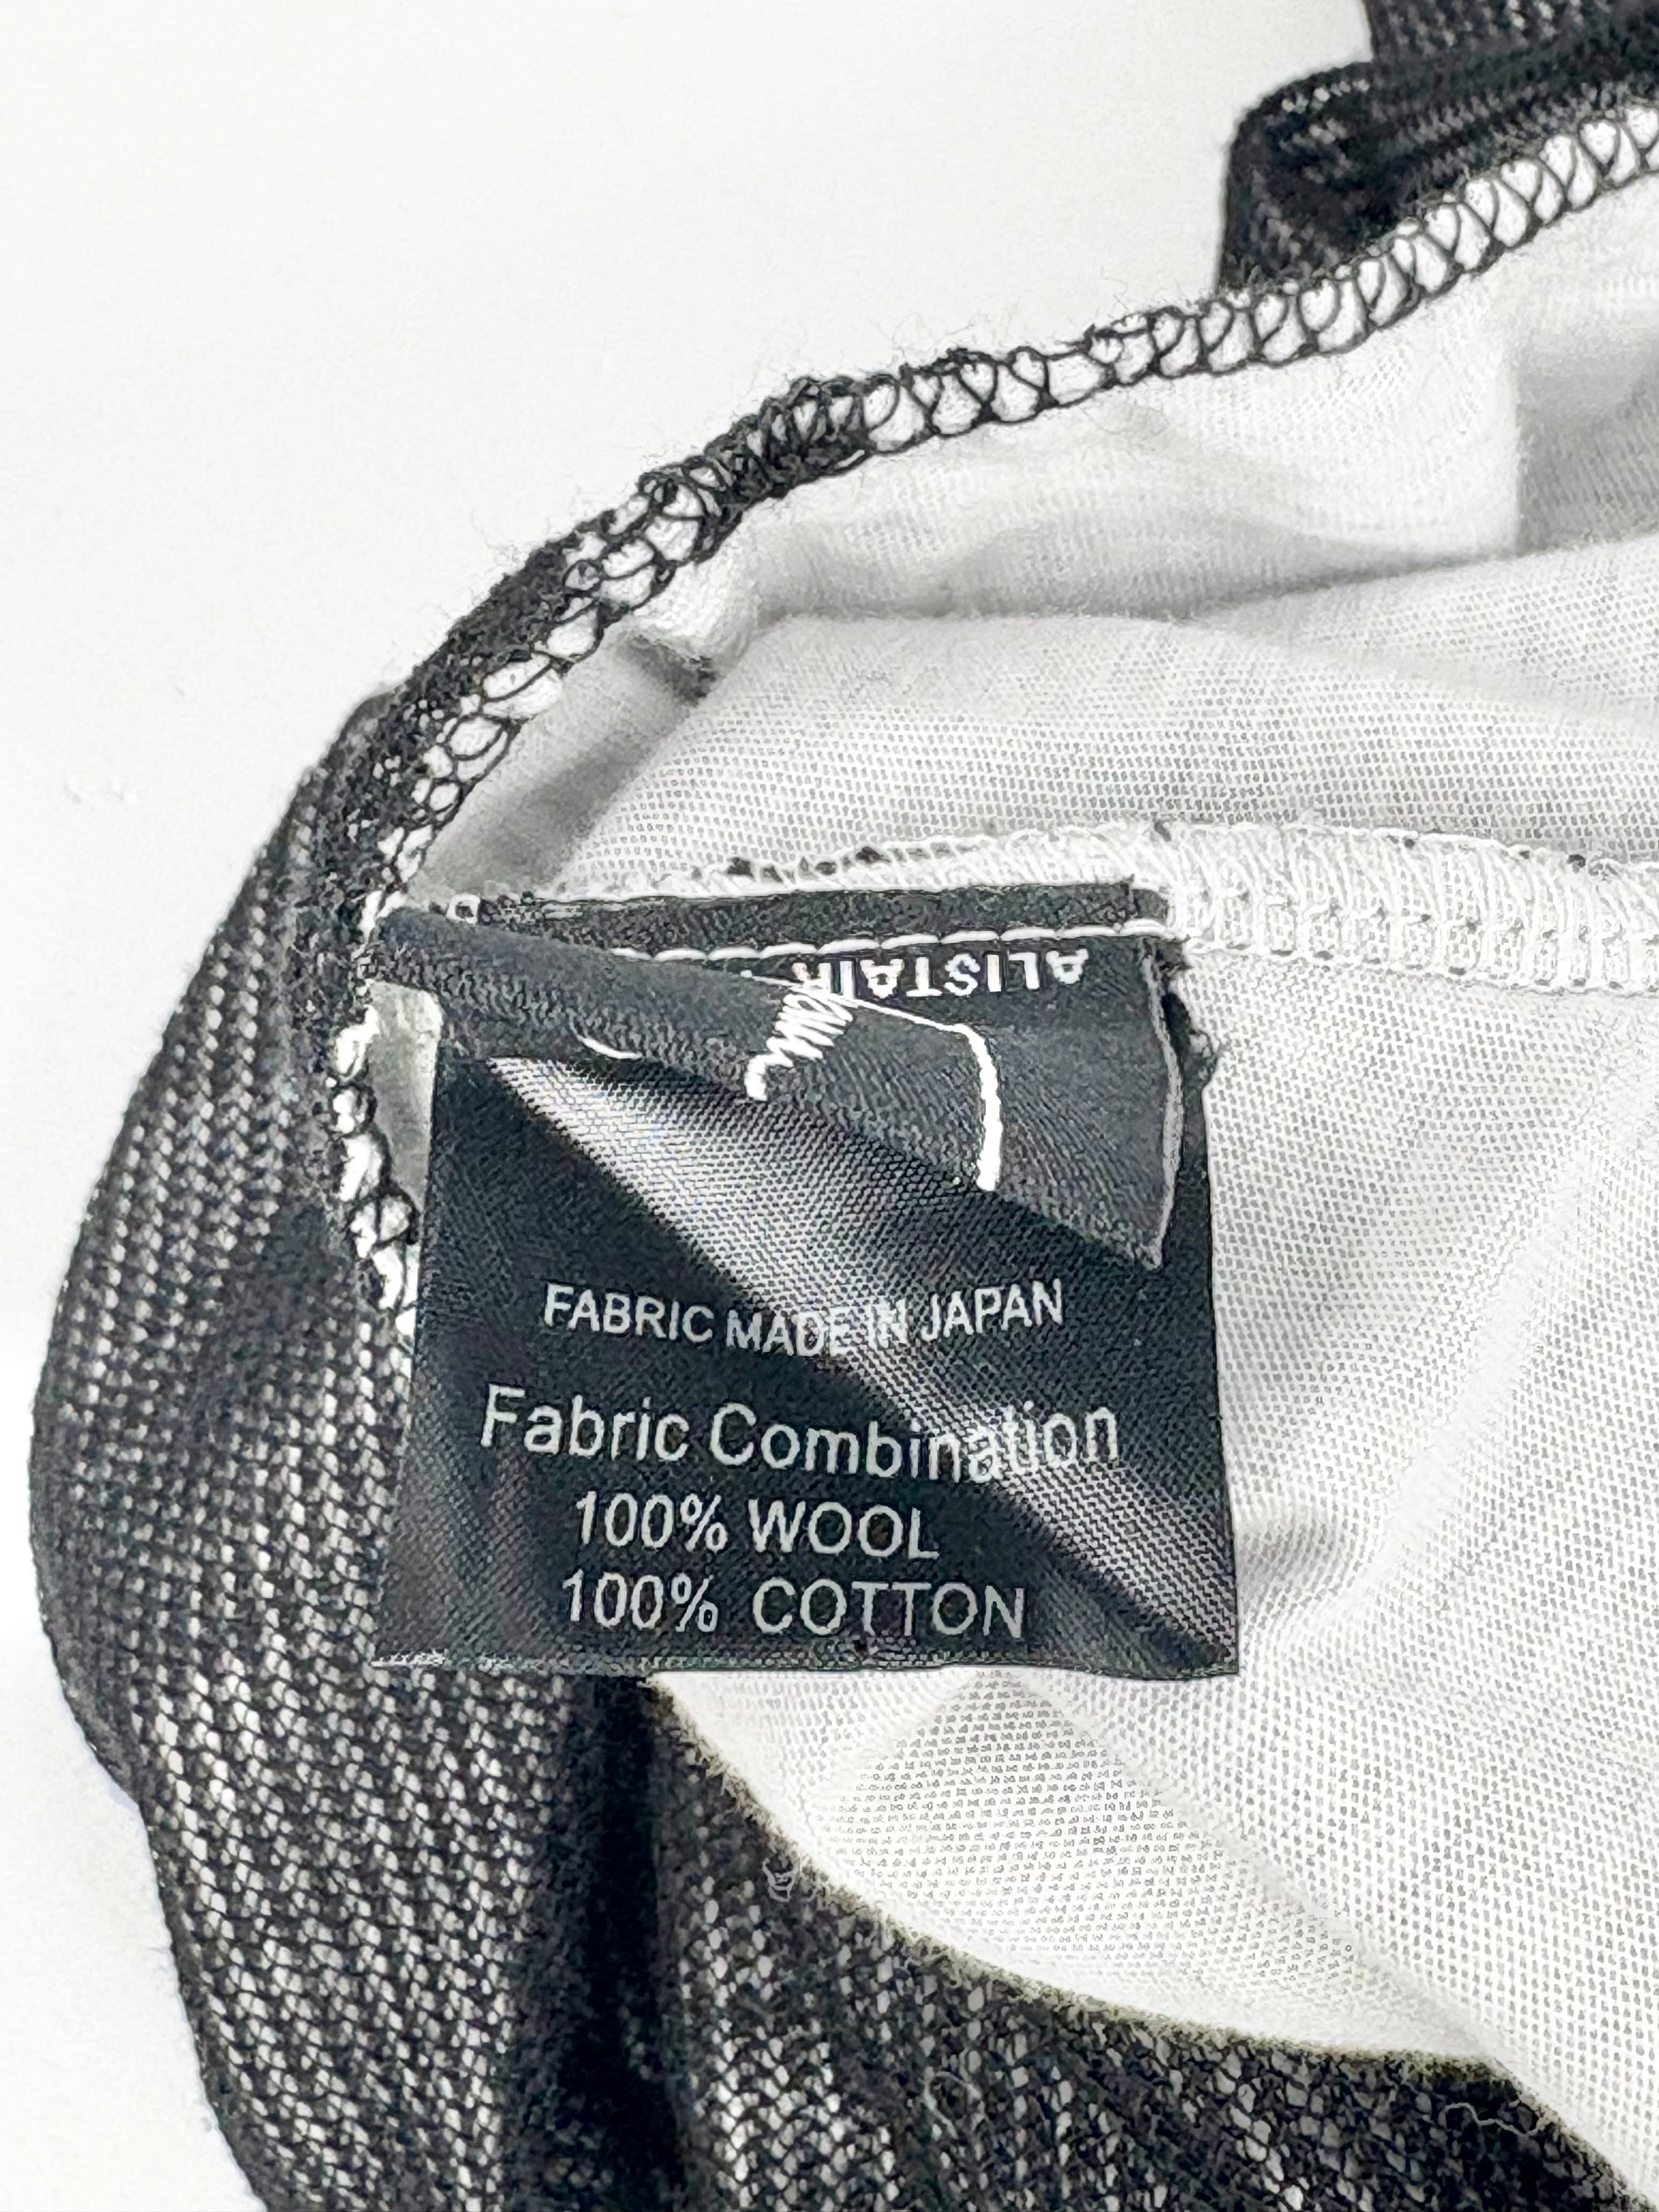 ALISTAIR
FABRIC MADE IN JAPAN
Fabric Combination
100% WOOL
100% COTTON